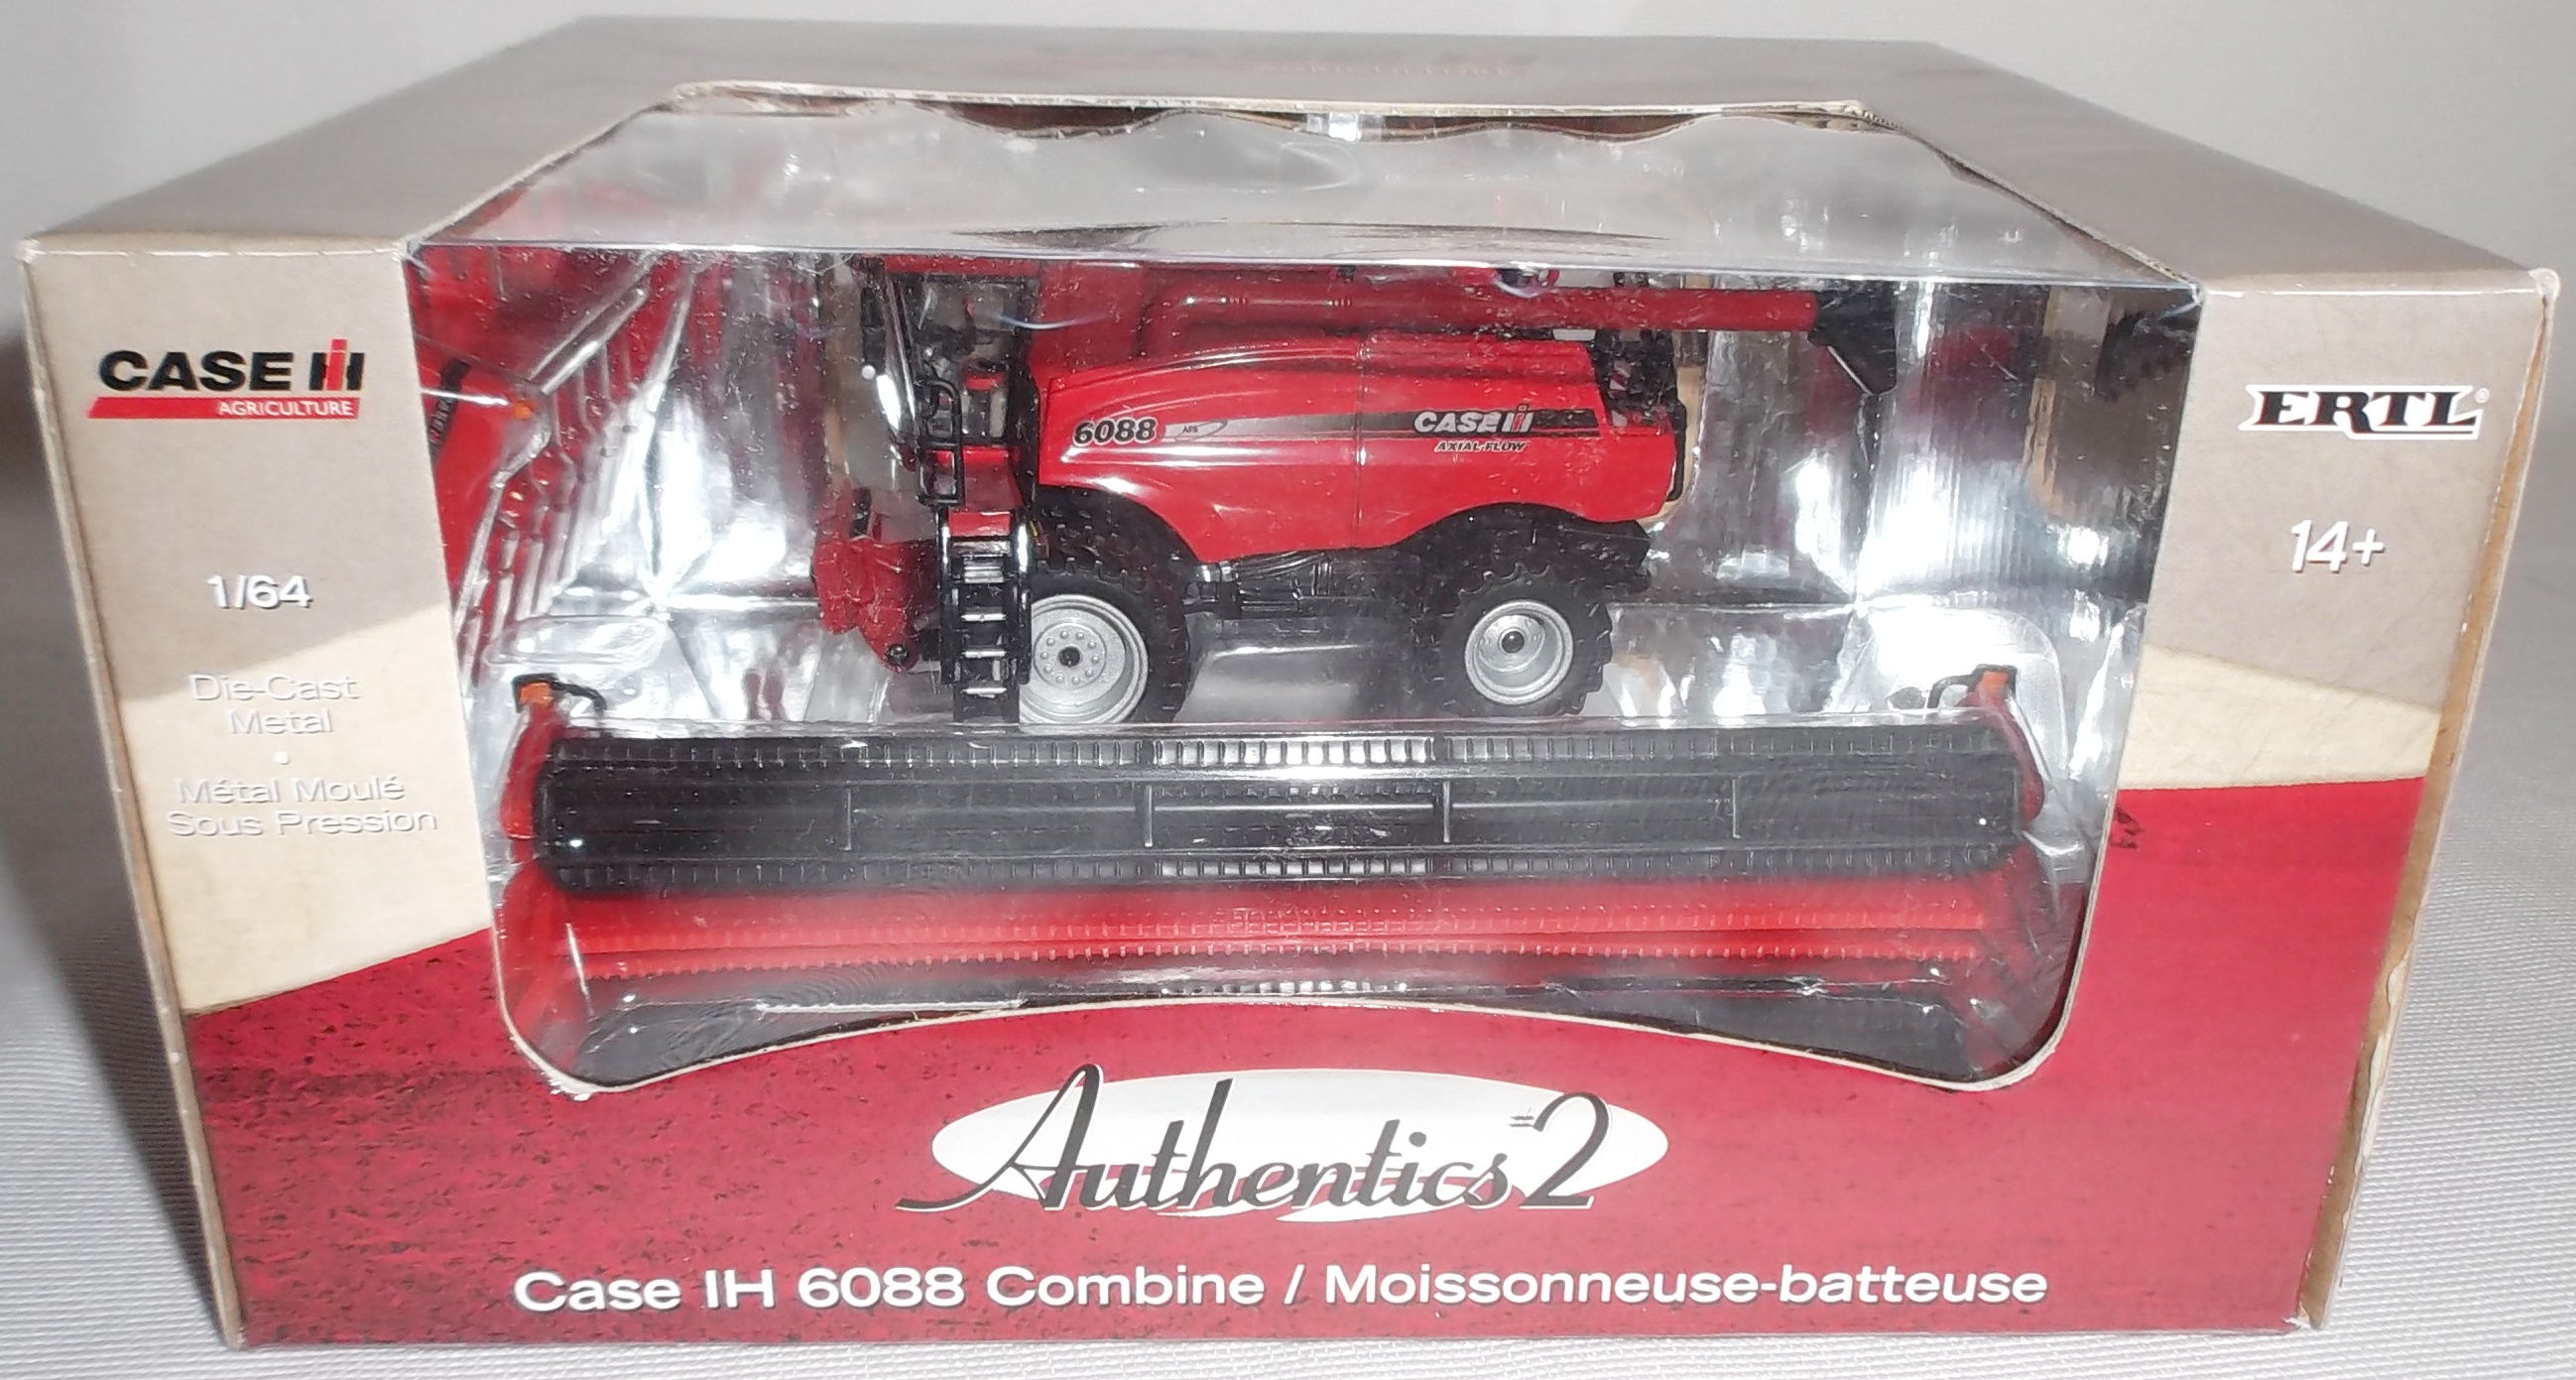 CASE IH
AGRICULTURE
1/64
Die-Cast
Metal
•
Métal Moulé
Sous Pression
6088
AFS
CASE IH
AXIAL-FLOW
ERTL®
14+
Authentics #2
Case IH 6088 Combine / Moissonneuse-batteuse